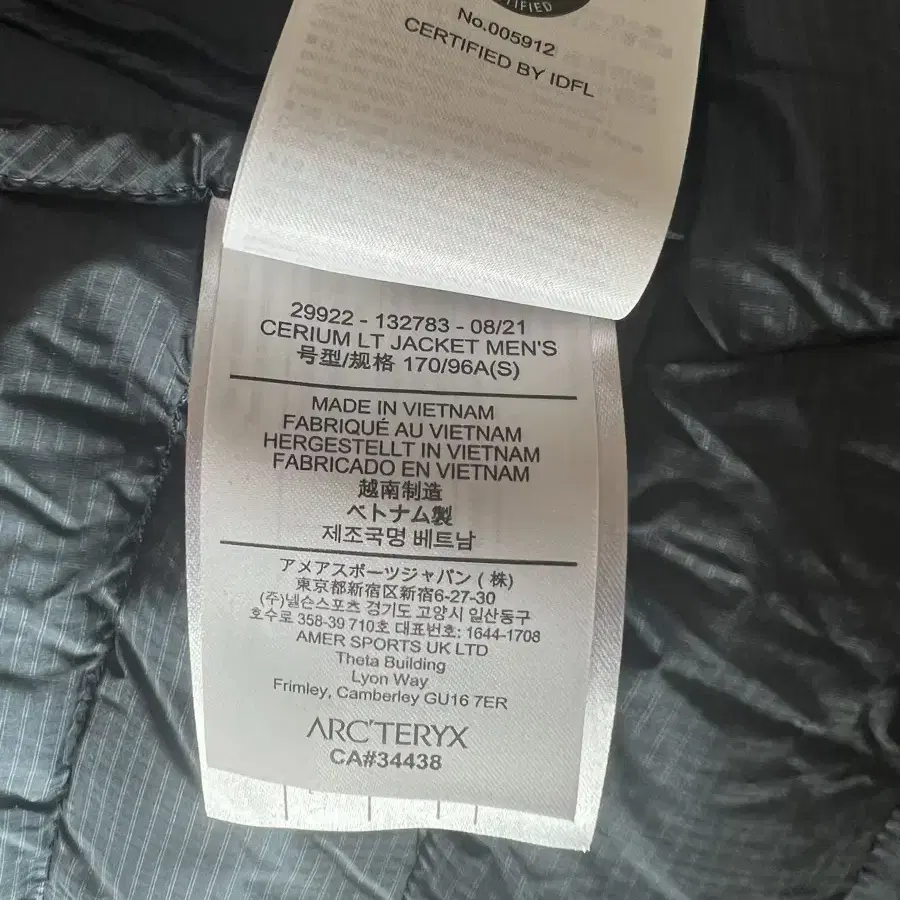 TIFIED
No.005912
CERTIFIED BY IDFL
29922 - 132783 - 08/21
CERIUM LT JACKET MEN'S
号型/规格 170/96A(S)
MADE IN VIETNAM
FABRIQUÉ AU VIETNAM
HERGESTELLT IN VIETNAM
FABRICADO EN VIETNAM
越南制造
ベトナム製
제조국명 베트남
アメアスポーツジャパン ( 株)
東京都新宿区新宿6-27-30
(주)넬슨스포츠 경기도 고양시 일산동구
호수로 358-39 710호 대표번호: 1644-1708
AMER SPORTS UK LTD
Theta Building
Lyon Way
Frimley, Camberley GU16 7ER
ARC'TERYX
CA#34438